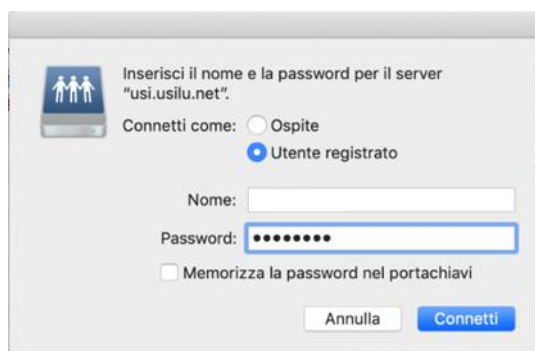 Inserisci il nome e la password per il server
“usi.usilu.net”.
Connetti come: Ospite
Utente registrato
Nome:
Password: ••••••••
Memorizza la password nel portachiavi
Annulla Connetti